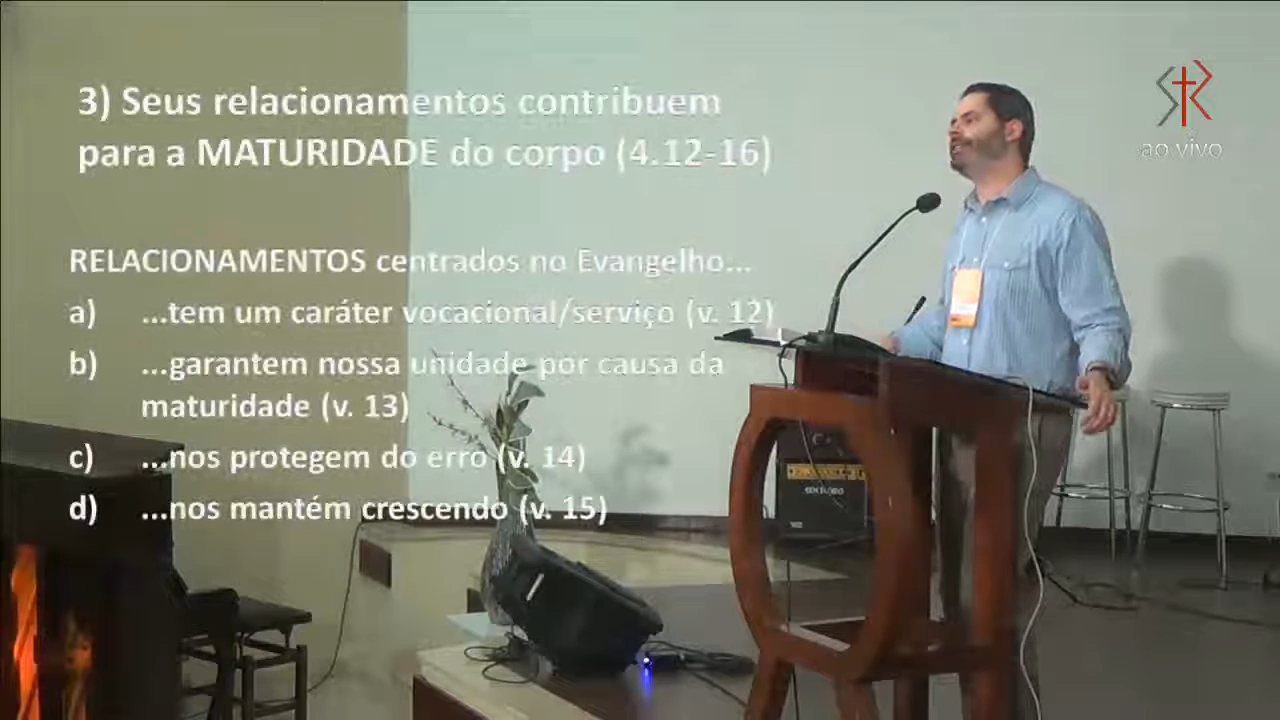 3) Seus relacionamentos contribuem
para a MATURIDADE do corpo (4.12-16)
RELACIONAMENTOS centrados no Evangelho...
a) ...tem um caráter vocacional/serviço (v. 12)
b) ...garantem nossa unidade por causa da
maturidade (v. 13)
c) ...nos protegem do erro (v. 14)
d) ...nos mantém crescendo (v. 15)
ao vivo